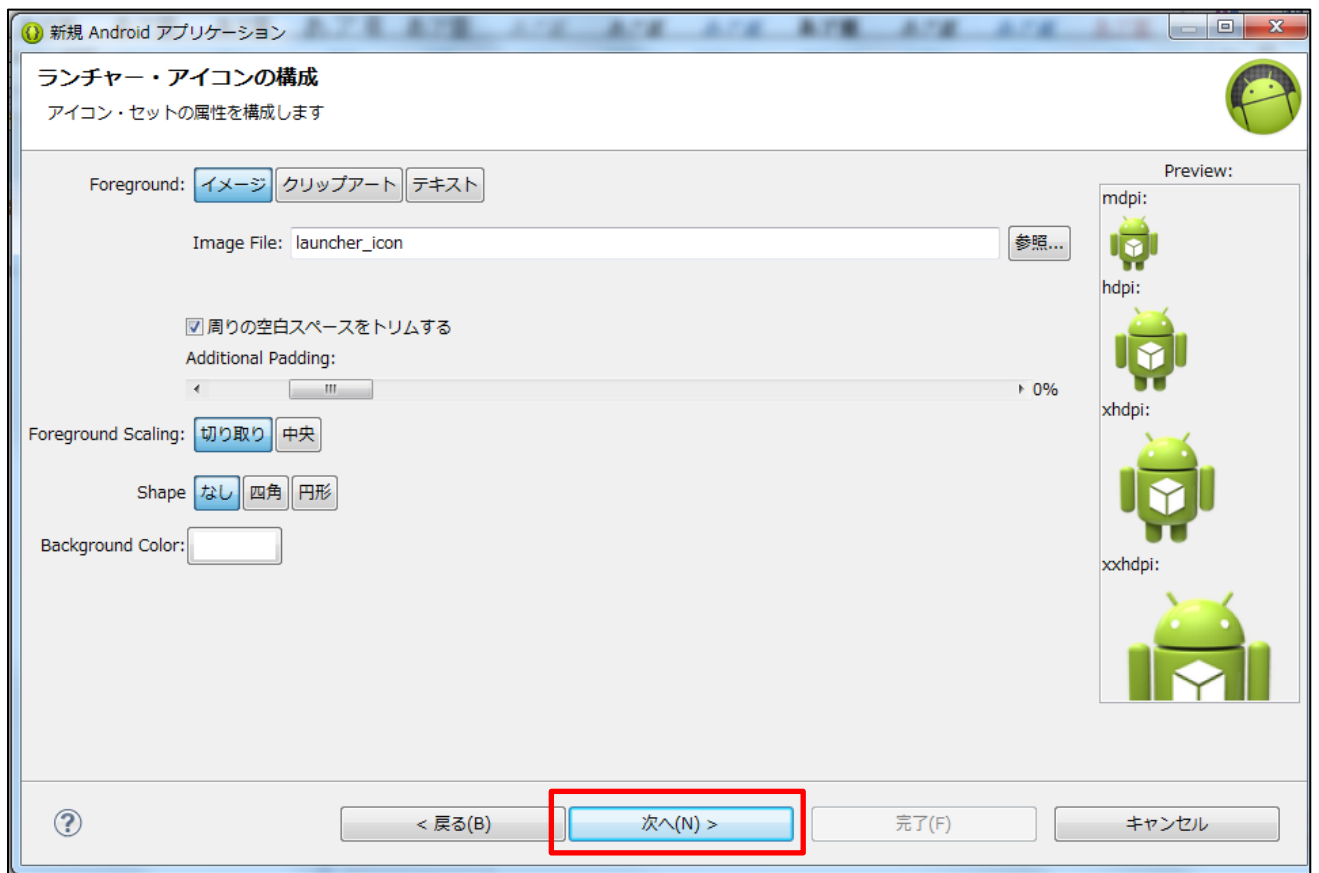 新規 Android アプリケーション
ランチャー・アイコンの構成
アイコン・セットの属性を構成します
Foreground: イメージ クリップアート テキスト
Image File: launcher_icon 参照...
周りの空白スペースをトリムする
Additional Padding:
0%
Foreground Scaling: 切り取り 中央
Shape なし 四角 円形
Background Color:
Preview:
mdpi:
hdpi:
xhdpi:
xxhdpi:
? < 戻る(B) 次へ(N) > 完了(F) キャンセル